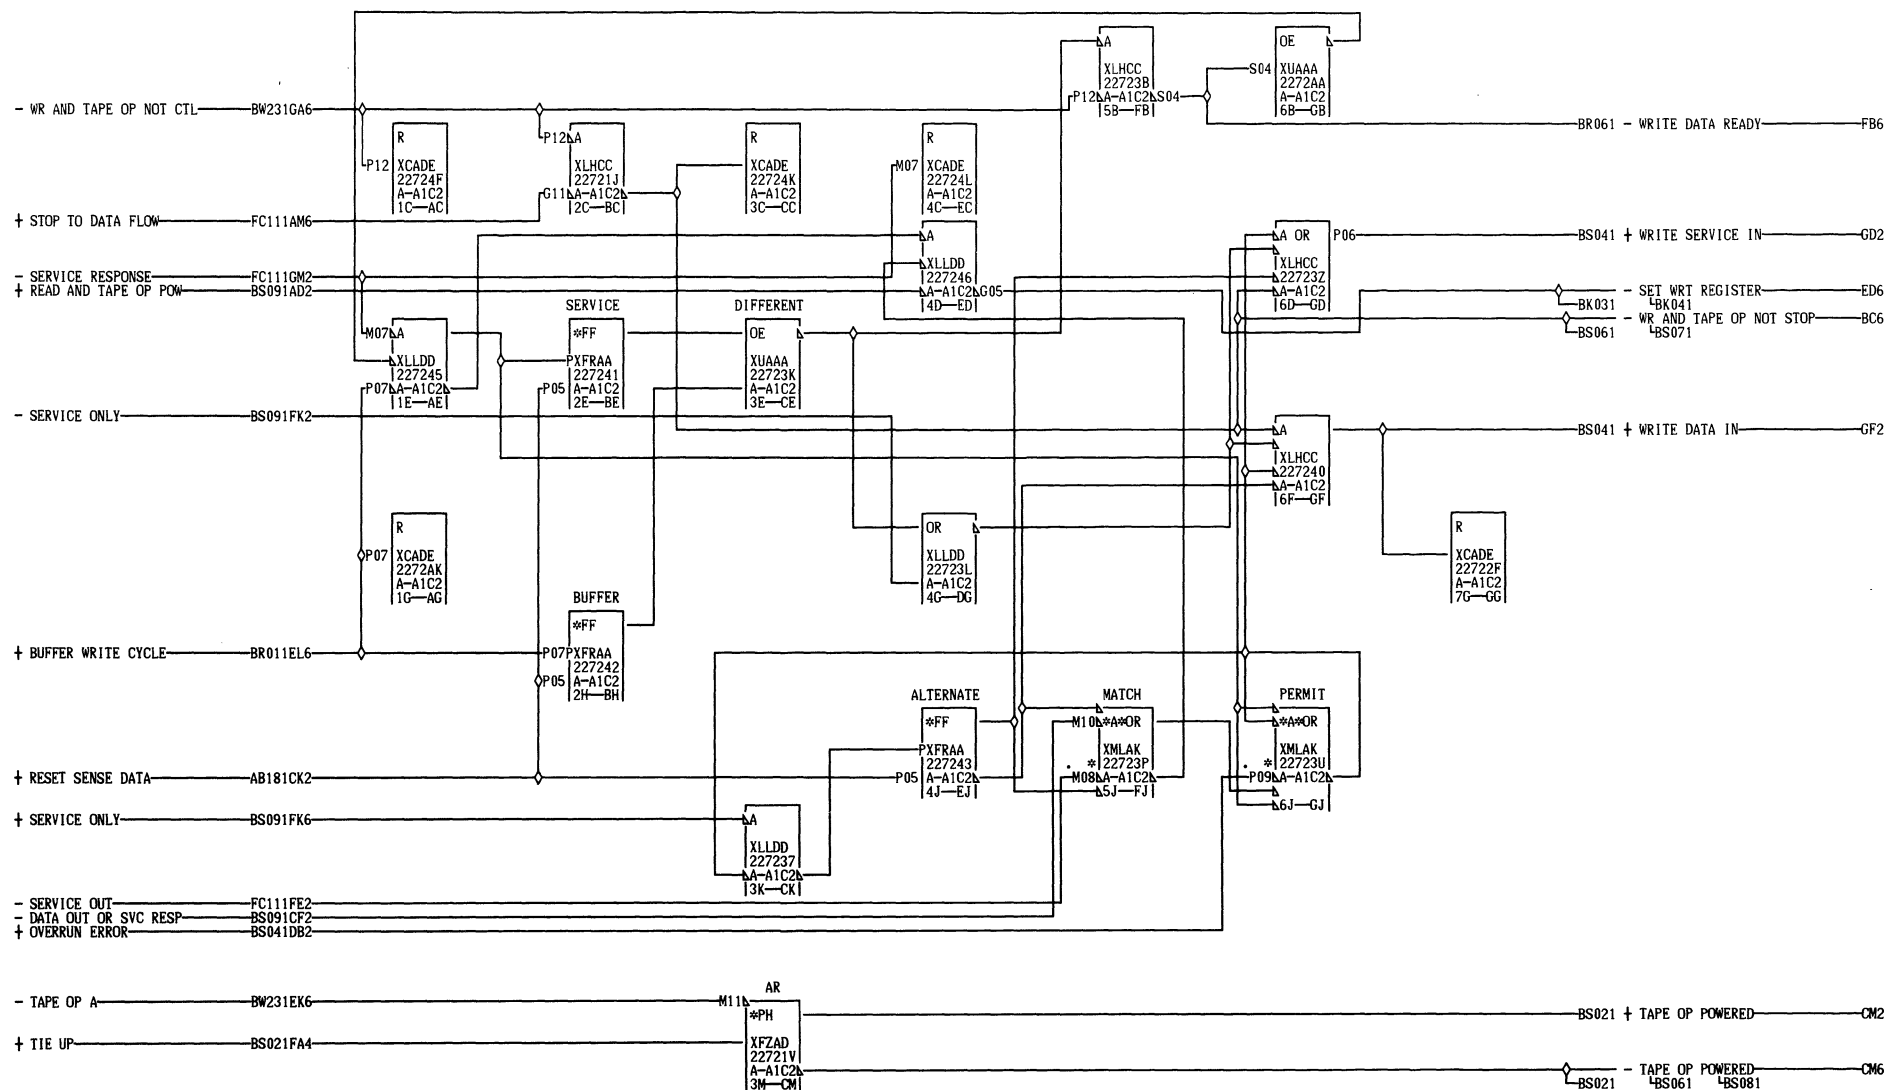 - WR AND TAPE OP NOT CTL BW231GA6
+ STOP TO DATA FLOW FC111AM6
- SERVICE RESPONSE FC111GM2
+ READ AND TAPE OP POW BS091AD2
- SERVICE ONLY BS091FK2
+ BUFFER WRITE CYCLE BR011EL6
+ RESET SENSE DATA AB181CK2
+ SERVICE ONLY BS091FK6
- SERVICE OUT FC111FE2
- DATA OUT OR SVC RESP BS091CF2
+ OVERRUN ERROR BS041DB2
- TAPE OP A BW231EK6
+ TIE UP BS021FA4
P12
R
XCADE
22724F
A-A1C2
1C-AC
P12 A
XLHCC
22721J
G11 A-A1C2
2C-BC
R
XCADE
22724K
A-A1C2
3C-CC
M07
R
XCADE
22724L
A-A1C2
4C-EC
A
XLHCC
22723B
P12 A-A1C2 S04
5B-FB
OE
S04 XUAAA
2272AA
A-A1C2
6B-GB
A
XLLDD
227246
A-A1C2 G05
4D-ED
A OR P06
XLHCC
22723Z
A-A1C2
6D-GD
M07 A
XLLDD
227245
P07 A-A1C2
1E-AE
SERVICE
*FF
PXFRAA
227241
P05 A-A1C2
2E-BE
DIFFERENT
OE
XUAAA
22723K
A-A1C2
3E-CE
A
XLHCC
227240
A-A1C2
6F-GF
R
P07 XCADE
2272AK
A-A1C2
1G-AG
OR
XLLDD
22723L
A-A1C2
4G-DG
R
XCADE
22722F
A-A1C2
7G-GG
BUFFER
*FF
P07 PXFRAA
227242
P05 A-A1C2
2H-BH
ALTERNATE
*FF
PXFRAA
227243
P05 A-A1C2
4J-EJ
MATCH
M10 *A*OR
XMLAK
* 22723P
M08 A-A1C2
5J-FJ
PERMIT
*A*OR
XMLAK
* 22723U
P09 A-A1C2
6J-GJ
A
XLLDD
227237
A-A1C2
3K-CK
AR
M11
*PH
XFZAD
22721V
A-A1C2
3M-CM
BR061 - WRITE DATA READY FB6
BS041 + WRITE SERVICE IN GD2
- SET WRT REGISTER ED6
BK031 BK041
- WR AND TAPE OP NOT STOP BC6
BS061 BS071
BS041 + WRITE DATA IN GF2
BS021 + TAPE OP POWERED CM2
- TAPE OP POWERED CM6
BS021 BS061 BS081